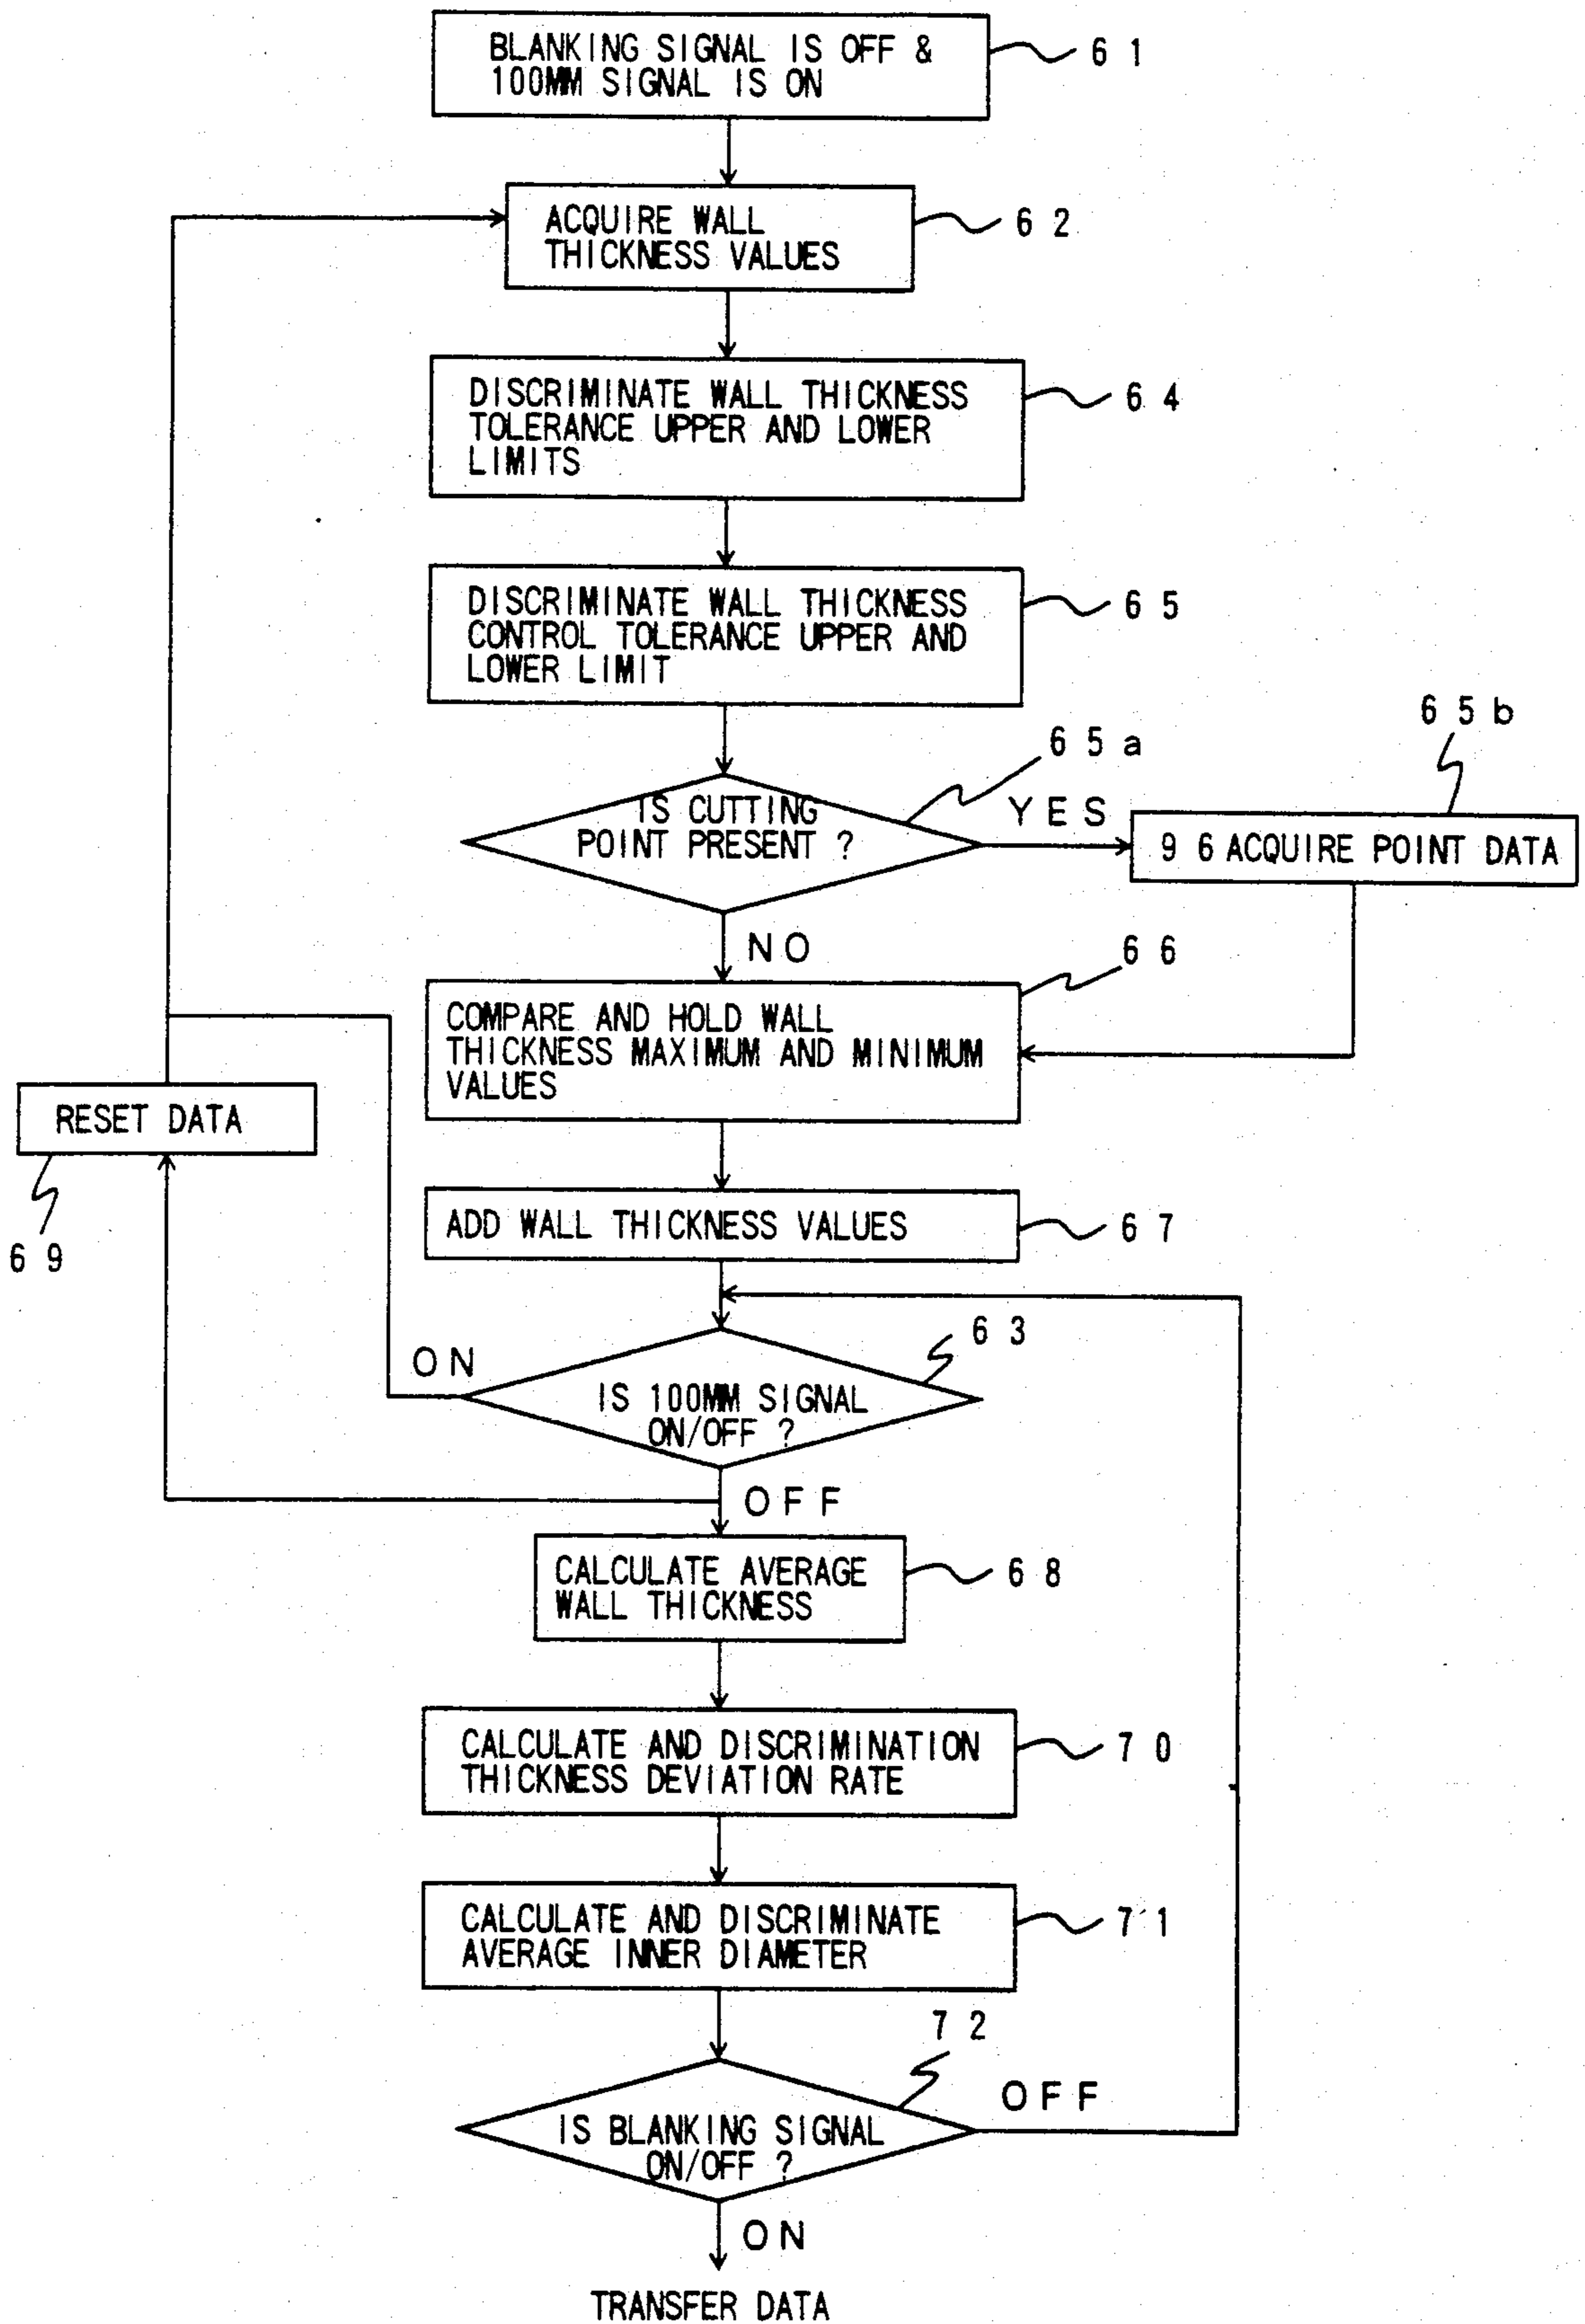 BLANKING SIGNAL IS OFF &
100MM SIGNAL IS ON
61
ACQUIRE WALL
THICKNESS VALUES
62
DISCRIMINATE WALL THICKNESS
TOLERANCE UPPER AND LOWER
LIMITS
64
DISCRIMINATE WALL THICKNESS
CONTROL TOLERANCE UPPER AND
LOWER LIMIT
65
65a
65b
IS CUTTING
POINT PRESENT ?
YES
96 ACQUIRE POINT DATA
NO
66
COMPARE AND HOLD WALL
THICKNESS MAXIMUM AND MINIMUM
VALUES
RESET DATA
69
ADD WALL THICKNESS VALUES
67
63
ON
IS 100MM SIGNAL
ON/OFF ?
OFF
CALCULATE AVERAGE
WALL THICKNESS
68
CALCULATE AND DISCRIMINATION
THICKNESS DEVIATION RATE
70
CALCULATE AND DISCRIMINATE
AVERAGE INNER DIAMETER
71
72
OFF
IS BLANKING SIGNAL
ON/OFF ?
ON
TRANSFER DATA